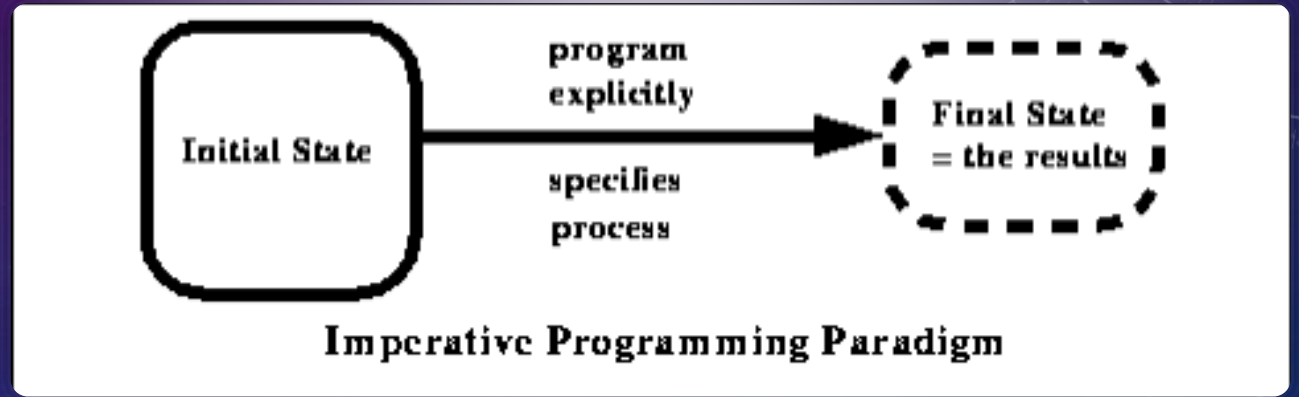 Initial State
program
explicitly
specifies
process
Final State
= the results
Imperative Programming Paradigm